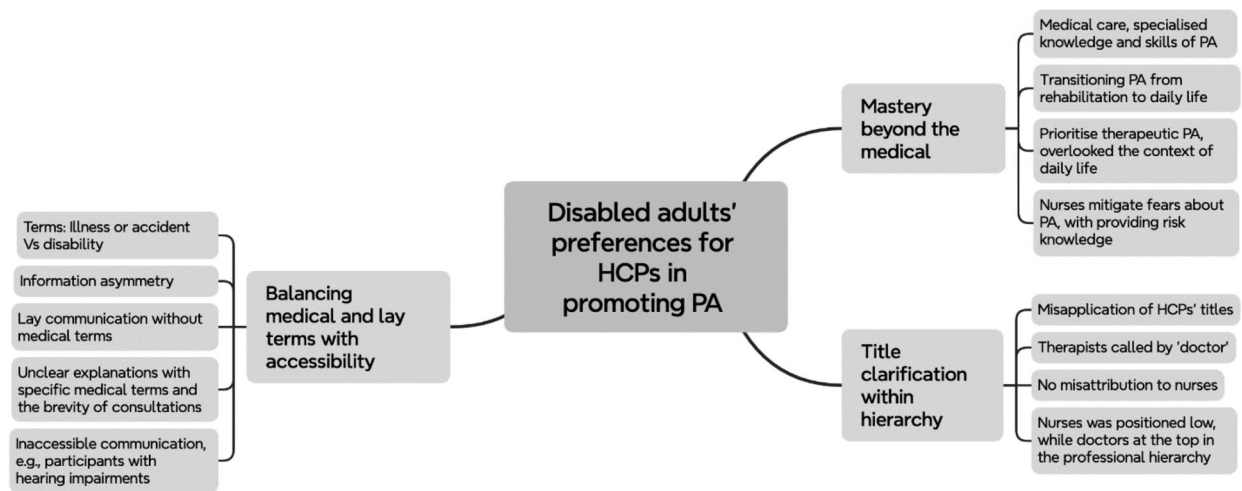 Disabled adults'
preferences for
HCPs in
promoting PA
Mastery
beyond the
medical
Medical care, specialised
knowledge and skills of PA
Transitioning PA from
rehabilitation to daily life
Prioritise therapeutic PA,
overlooked the context of
daily life
Nurses mitigate fears about
PA, with providing risk
knowledge
Title
clarification
within
hierarchy
Misapplication of HCPs' titles
Therapists called by 'doctor'
No misattribution to nurses
Nurses was positioned low,
while doctors at the top in
the professional hierarchy
Balancing
medical and lay
terms with
accessibility
Terms: Illness or accident
Vs disability
Information asymmetry
Lay communication without
medical terms
Unclear explanations with
specific medical terms and
the brevity of consultations
Inaccessible communication,
e.g., participants with
hearing impairments